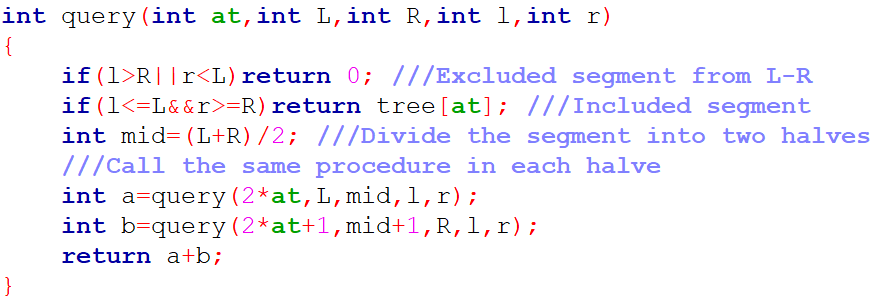 int query(int at,int L,int R,int l,int r)
{
    if(l>R||r<L)return 0; ///Excluded segment from L-R
    if(l<=L&&r>=R)return tree[at]; ///Included segment
    int mid=(L+R)/2; ///Divide the segment into two halves
    ///Call the same procedure in each halve
    int a=query(2*at,L,mid,l,r);
    int b=query(2*at+1,mid+1,R,l,r);
    return a+b;
}